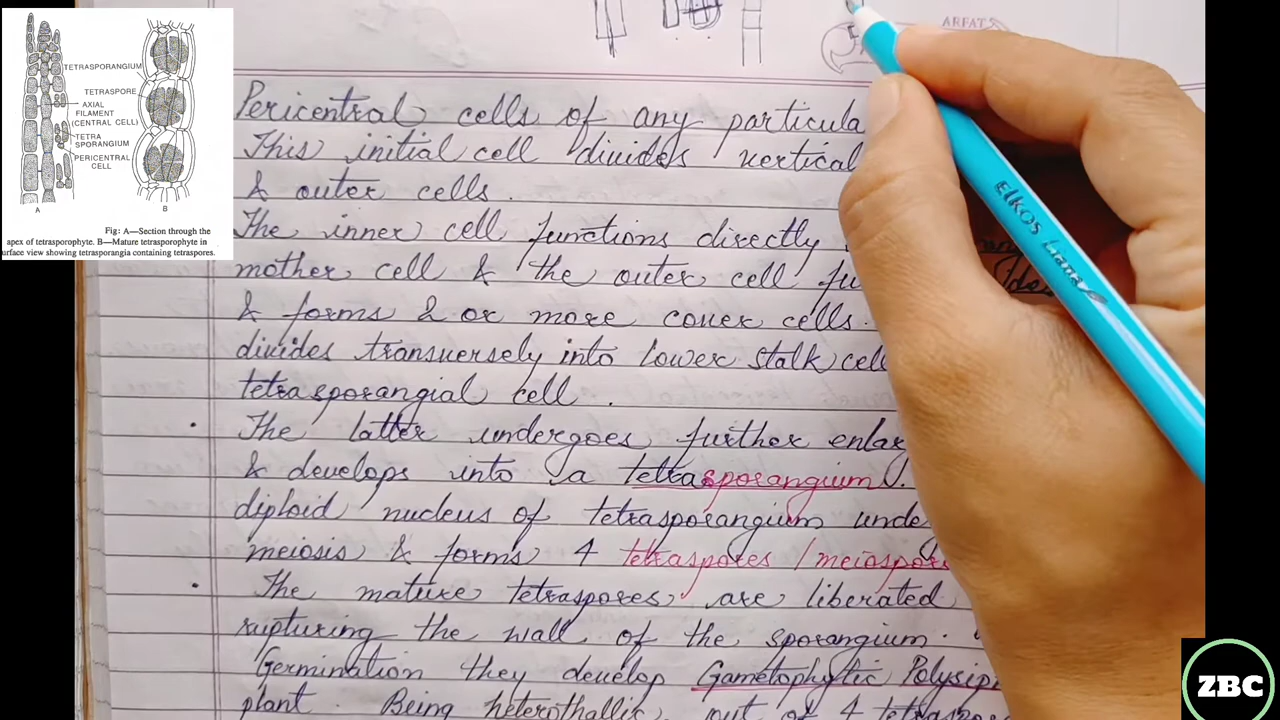 TETRASPORANGIUM
TETRASPORE
AXIAL
FILAMENT
(CENTRAL CELL)
TETRA
SPORANGIUM
PERICENTRAL
CELL
A
B
Fig: A—Section through the
apex of tetrasporophyte. B—Mature tetrasporophyte in
urface view showing tetrasporangia containing tetraspores.
ARFAT
Pericentral cells of any particula
This initial cell divides vertical
& outer cells.
The inner cell functions directly
mother cell & the outer cell fu
& forms 2 or more cover cells.
divides transversely into lower stalk cell
tetrasporangial cell.
The latter undergoes further enlar
& develops into a tetrasporangium.
diploid nucleus of tetrasporangium unde
meiosis & forms 4 tetraspores / meiospor
The mature tetraspores are liberated
rupturing the wall of the sporangium.
Germination they develop Gametophytic Polysip
plant. Being heterothallic, out of 4 tetraspo
Elkos Liana
ZBC